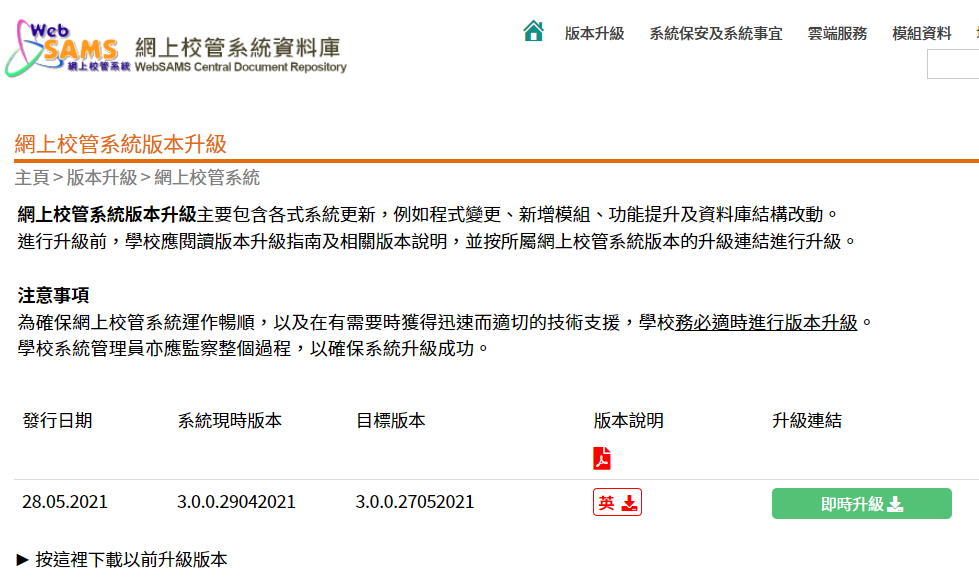 Web SAMS 網上校管系統
網上校管系統資料庫
WebSAMS Central Document Repository
版本升級 系統保安及系統事宜 雲端服務 模組資料
網上校管系統版本升級
主頁 > 版本升級 > 網上校管系統
網上校管系統版本升級主要包含各式系統更新，例如程式變更、新增模組、功能提升及資料庫結構改動。
進行升級前，學校應閱讀版本升級指南及相關版本說明，並按所屬網上校管系統版本的升級連結進行升級。
注意事項
為確保網上校管系統運作暢順，以及在有需要時獲得迅速而適切的技術支援，學校務必適時進行版本升級。
學校系統管理員亦應監察整個過程，以確保系統升級成功。
發行日期 系統現時版本 目標版本 版本說明 升級連結
28.05.2021 3.0.0.29042021 3.0.0.27052021 英 即時升級
► 按這裡下載以前升級版本